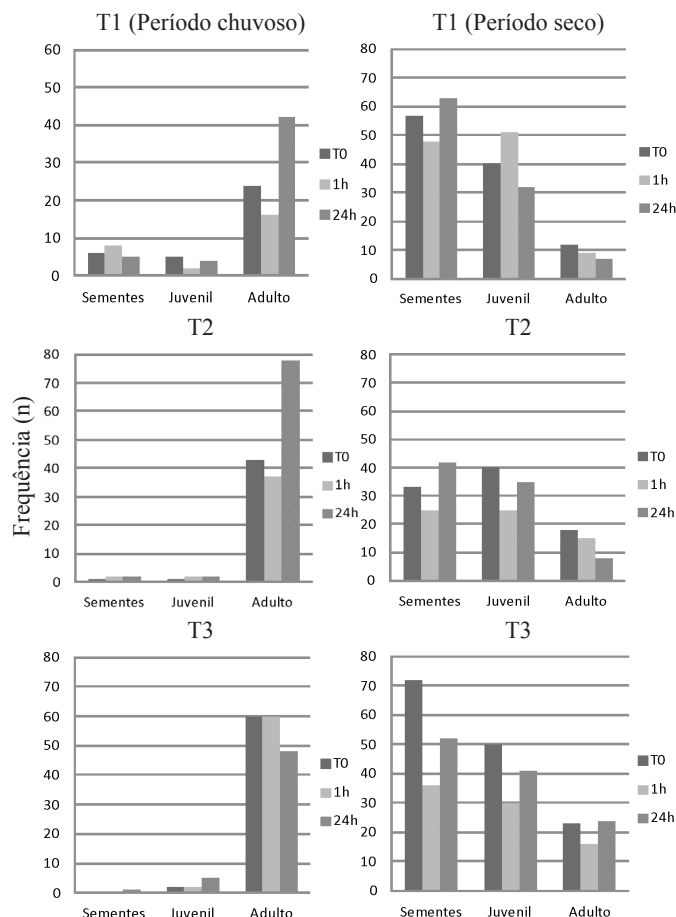 T1 (Período chuvoso)
60
50
40
30
20
10
0
Sementes
Juvenil
Adulto
T0
1h
24h
T1 (Período seco)
80
70
60
50
40
30
20
10
0
Sementes
Juvenil
Adulto
T0
1h
24h
Frequência (n)
T2
80
70
60
50
40
30
20
10
0
Sementes
Juvenil
Adulto
T0
1h
24h
T2
80
70
60
50
40
30
20
10
0
Sementes
Juvenil
Adulto
T0
1h
24h
T3
80
70
60
50
40
30
20
10
0
Sementes
Juvenil
Adulto
T0
1h
24h
T3
80
70
60
50
40
30
20
10
0
Sementes
Juvenil
Adulto
T0
1h
24h